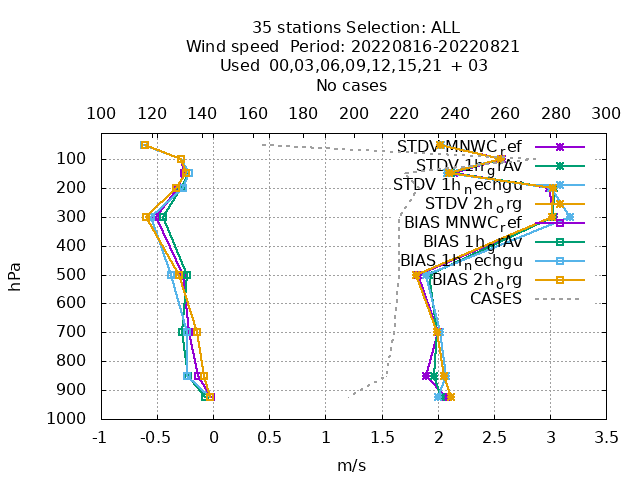 35 stations Selection: ALL
Wind speed  Period: 20220816-20220821
Used  00,03,06,09,12,15,21  + 03
No cases
100 120 140 160 180 200 220 240 260 280 300
STDV MNWC_ref
STDV 1h_grAv
STDV 1h_nechgu
STDV 2h_org
BIAS MNWC_ref
BIAS 1h_grAv
BIAS 1h_nechgu
BIAS 2h_org
CASES
100
200
300
400
500
600
700
800
900
1000
hPa
-1 -0.5 0 0.5 1 1.5 2 2.5 3 3.5
m/s